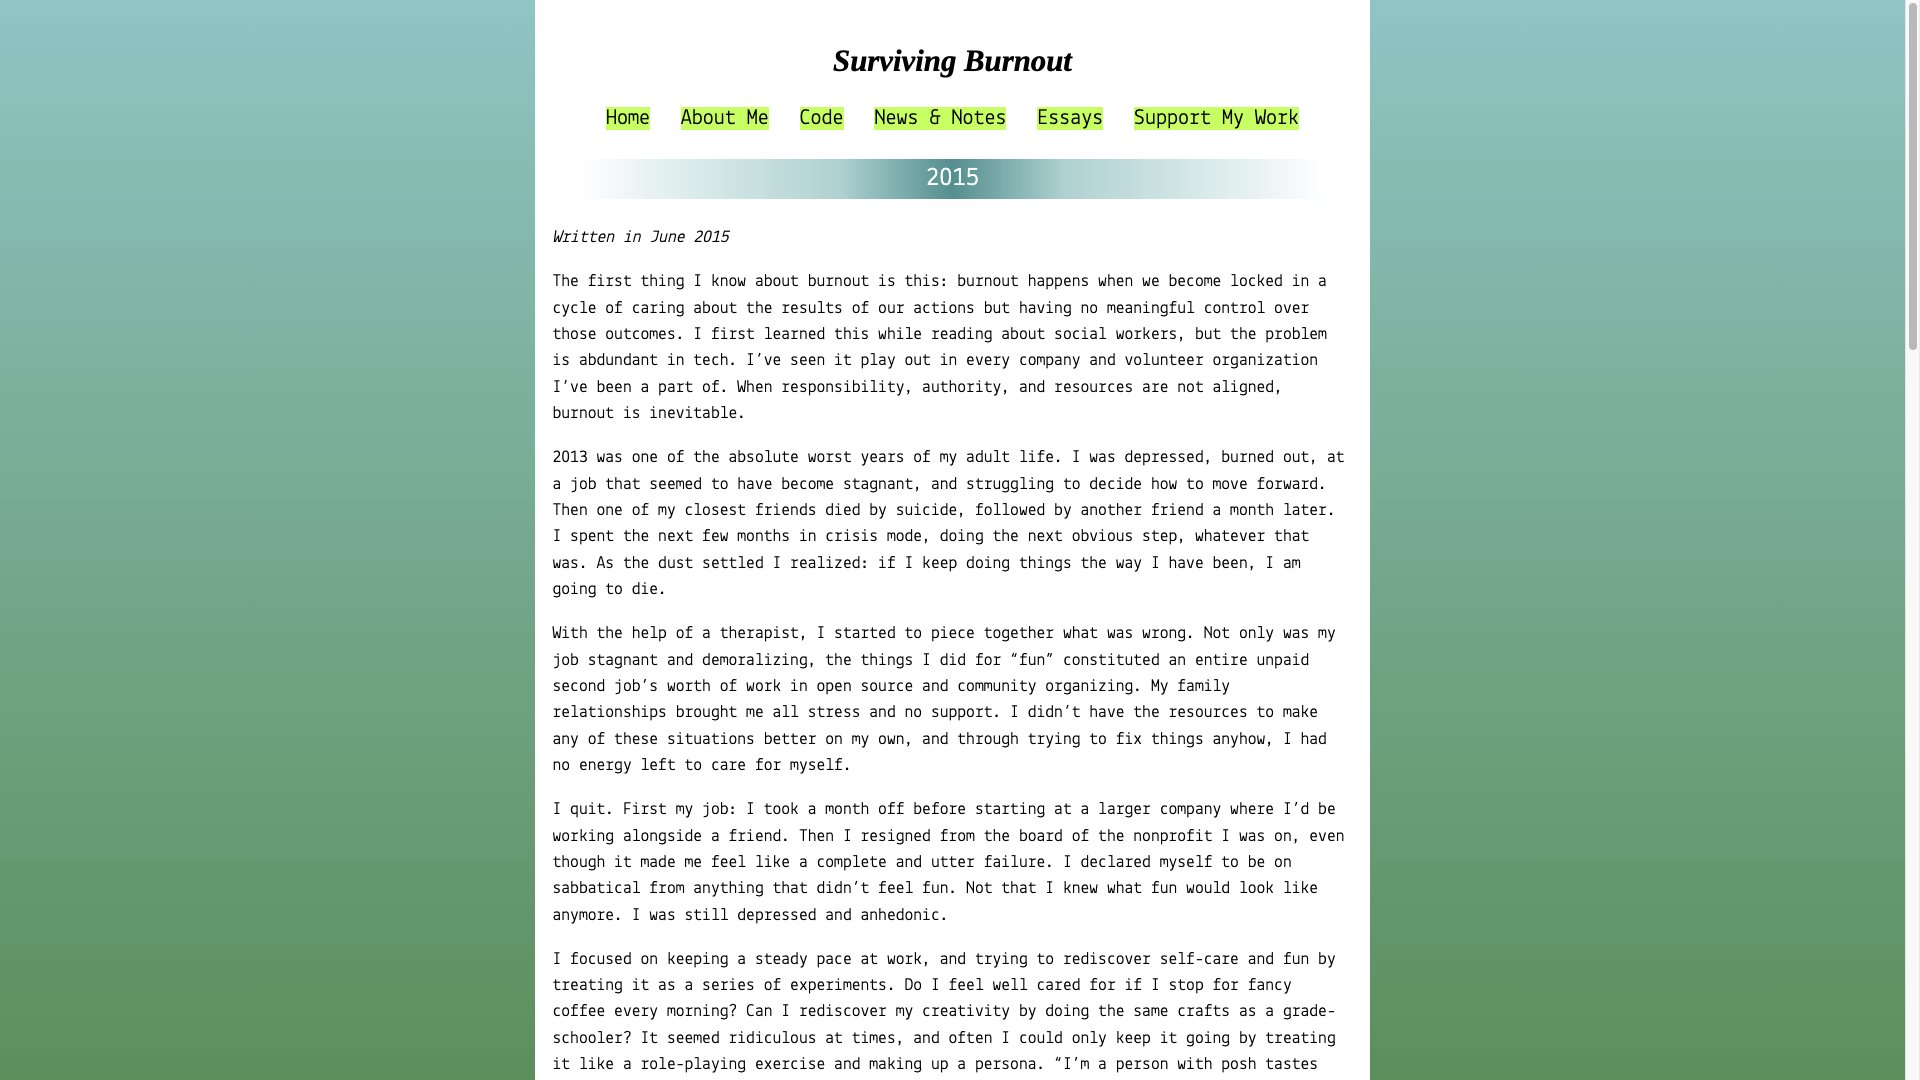 Surviving Burnout
Home About Me Code News & Notes Essays Support My Work
2015
Written in June 2015
The first thing I know about burnout is this: burnout happens when we become locked in a
cycle of caring about the results of our actions but having no meaningful control over
those outcomes. I first learned this while reading about social workers, but the problem
is abdundant in tech. I’ve seen it play out in every company and volunteer organization
I’ve been a part of. When responsibility, authority, and resources are not aligned,
burnout is inevitable.
2013 was one of the absolute worst years of my adult life. I was depressed, burned out, at
a job that seemed to have become stagnant, and struggling to decide how to move forward.
Then one of my closest friends died by suicide, followed by another friend a month later.
I spent the next few months in crisis mode, doing the next obvious step, whatever that
was. As the dust settled I realized: if I keep doing things the way I have been, I am
going to die.
With the help of a therapist, I started to piece together what was wrong. Not only was my
job stagnant and demoralizing, the things I did for “fun” constituted an entire unpaid
second job’s worth of work in open source and community organizing. My family
relationships brought me all stress and no support. I didn’t have the resources to make
any of these situations better on my own, and through trying to fix things anyhow, I had
no energy left to care for myself.
I quit. First my job: I took a month off before starting at a larger company where I’d be
working alongside a friend. Then I resigned from the board of the nonprofit I was on, even
though it made me feel like a complete and utter failure. I declared myself to be on
sabbatical from anything that didn’t feel fun. Not that I knew what fun would look like
anymore. I was still depressed and anhedonic.
I focused on keeping a steady pace at work, and trying to rediscover self-care and fun by
treating it as a series of experiments. Do I feel well cared for if I stop for fancy
coffee every morning? Can I rediscover my creativity by doing the same crafts as a grade-
schooler? It seemed ridiculous at times, and often I could only keep it going by treating
it like a role-playing exercise and making up a persona. “I’m a person with posh tastes